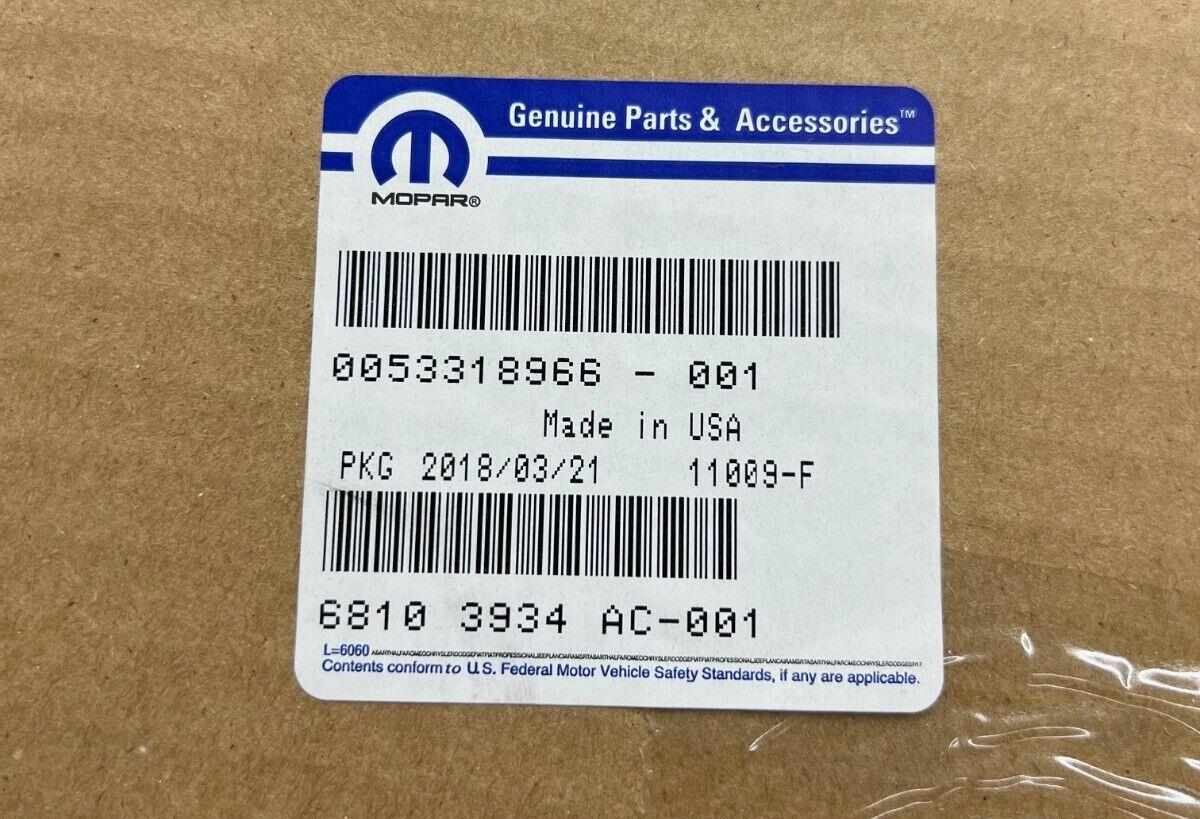 Genuine Parts & Accessories™
MOPAR®
0053318966 - 001
Made in USA
PKG 2018/03/21 11009-F
6810 3934 AC-001
L=6060
Contents conform to U.S. Federal Motor Vehicle Safety Standards, if any are applicable.